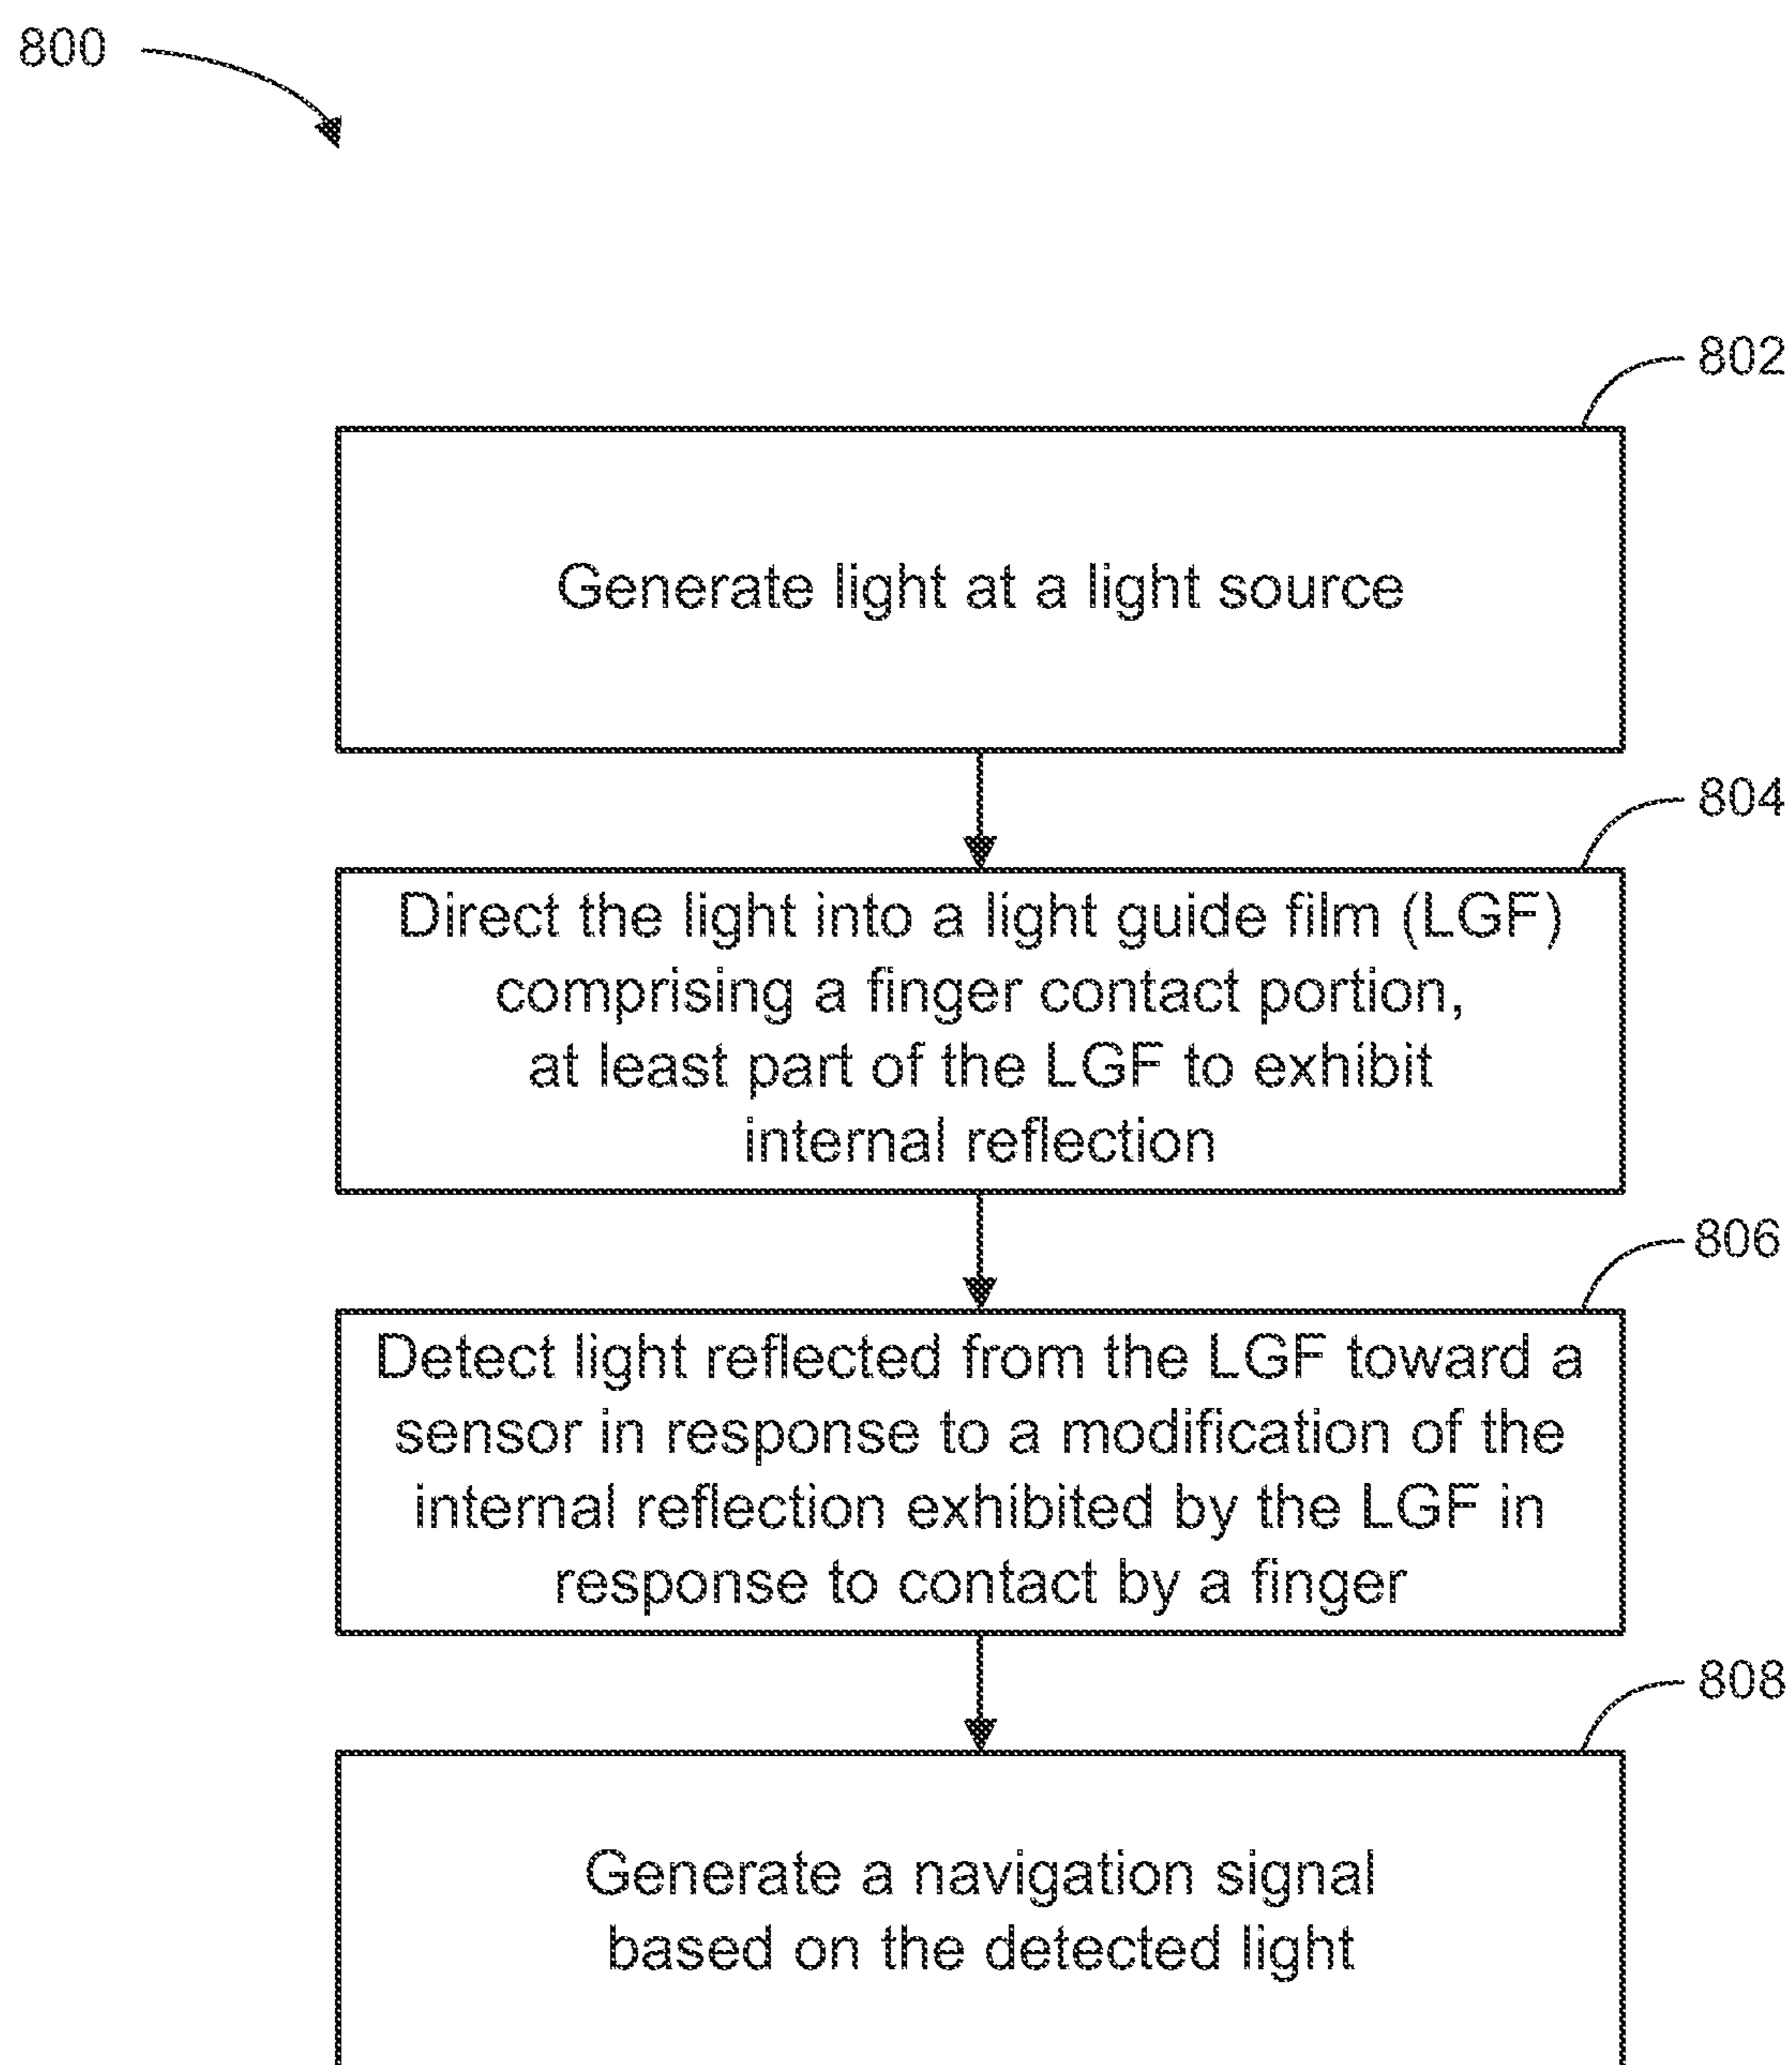 800
802
Generate light at a light source
804
Direct the light into a light guide film (LGF)
comprising a finger contact portion,
at least part of the LGF to exhibit
internal reflection
806
Detect light reflected from the LGF toward a
sensor in response to a modification of the
internal reflection exhibited by the LGF in
response to contact by a finger
808
Generate a navigation signal
based on the detected light